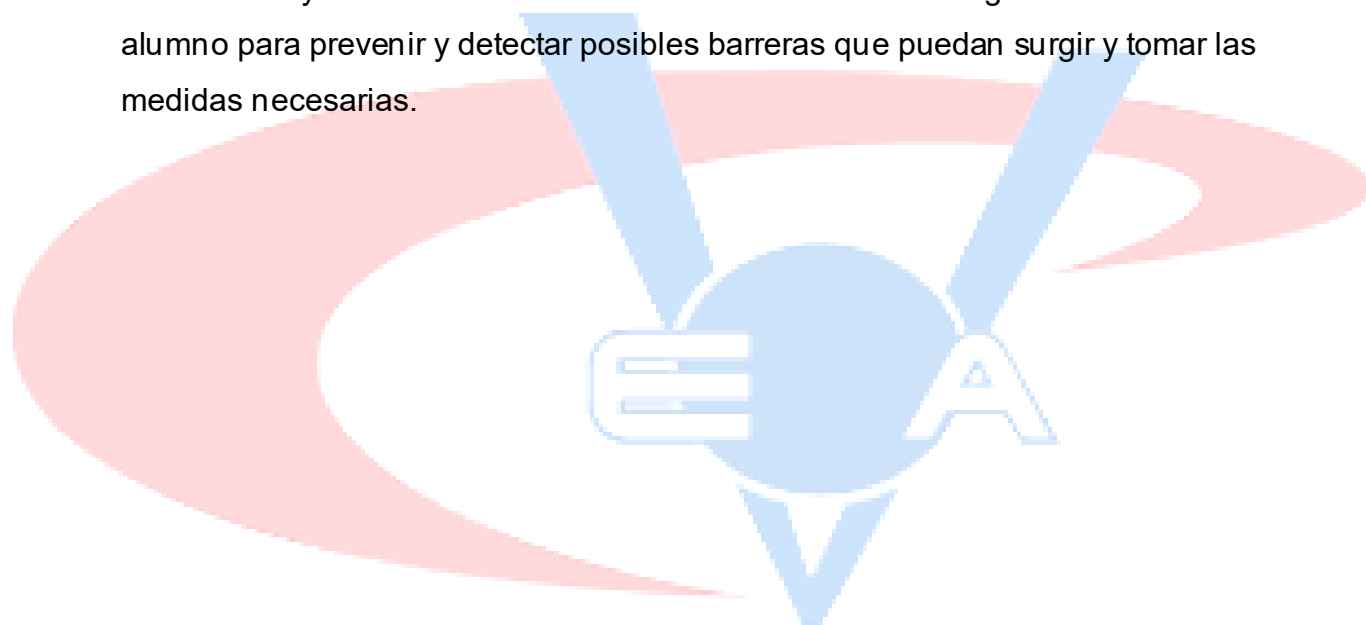 alumno para prevenir y detectar posibles barreras que puedan surgir y tomar las
medidas necesarias.
E A